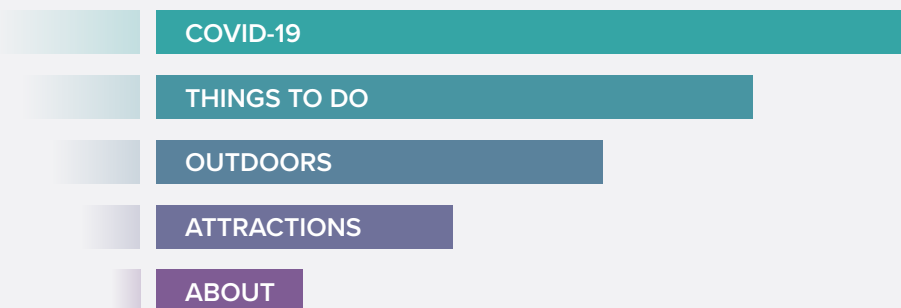 COVID-19
THINGS TO DO
OUTDOORS
ATTRACTIONS
ABOUT